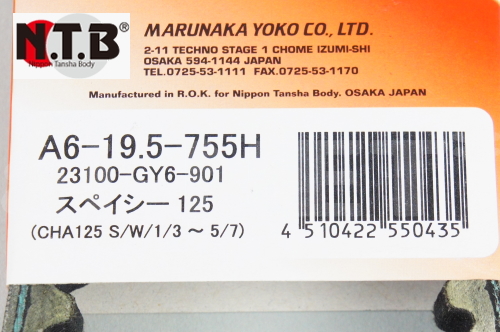 N.T.B®
Nippon Tansha Body
MARUNAKA YOKO CO., LTD.
2-11 TECHNO STAGE 1 CHOME IZUMI-SHI
OSAKA 594-1144 JAPAN
TEL.0725-53-1111 FAX.0725-53-1170
Manufactured in R.O.K. for Nippon Tansha Body. OSAKA JAPAN
A6-19.5-755H
23100-GY6-901
スペイシー 125
(CHA125 S/W/1/3 ～ 5/7)
4 510422 550435